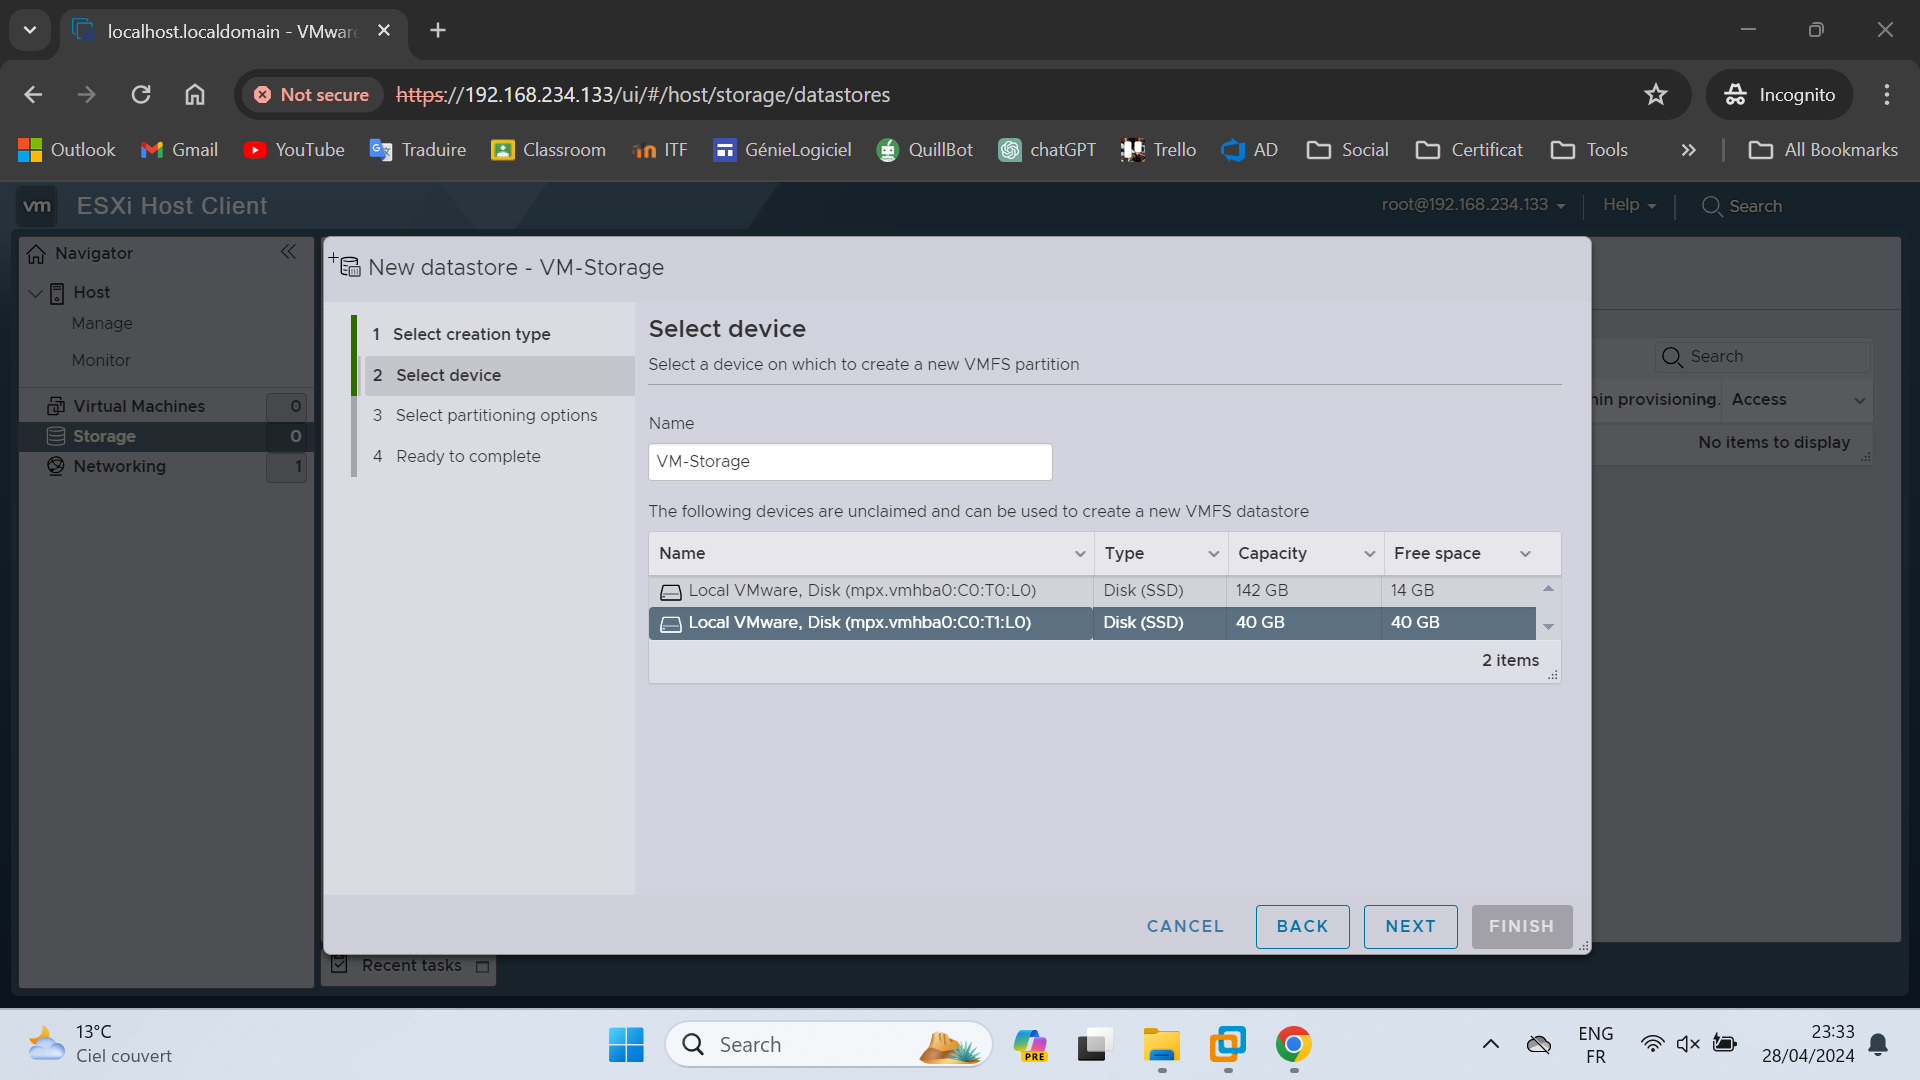 localhost.localdomain - VMware
Not secure https://192.168.234.133/ui/#/host/storage/datastores Incognito
Outlook Gmail YouTube Traduire Classroom ITF GénieLogiciel QuillBot chatGPT Trello AD Social Certificat Tools All Bookmarks
vm ESXi Host Client root@192.168.234.133 Help Search
Navigator
Host
Manage
Monitor
Virtual Machines 0
Storage 0
Networking 1
New datastore - VM-Storage
1 Select creation type
2 Select device
3 Select partitioning options
4 Ready to complete
Select device
Select a device on which to create a new VMFS partition
Name
VM-Storage
The following devices are unclaimed and can be used to create a new VMFS datastore
Name Type Capacity Free space
Local VMware, Disk (mpx.vmhba0:C0:T0:L0) Disk (SSD) 142 GB 14 GB
Local VMware, Disk (mpx.vmhba0:C0:T1:L0) Disk (SSD) 40 GB 40 GB
2 items
CANCEL BACK NEXT FINISH
Search
provisioning Access
No items to display
Recent tasks
13°C
Ciel couvert
Search
PRE
ENG
FR
23:33
28/04/2024